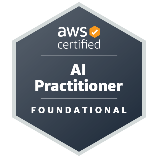 aws
certified
AI
Practitioner
FOUNDATIONAL